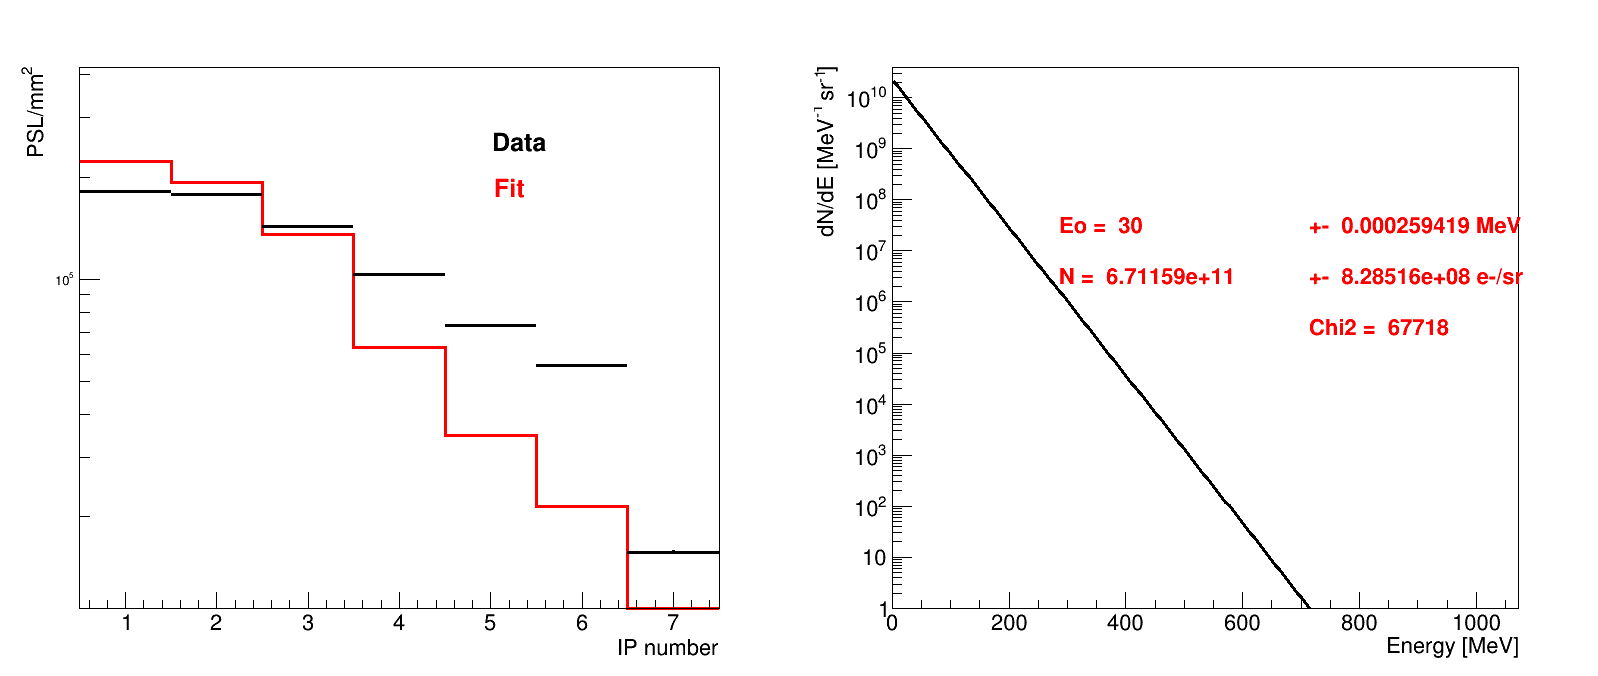 PSL/mm²
Data
Fit
10⁵
1 2 3 4 5 6 7
IP number
dN/dE [MeV⁻¹ sr⁻¹]
10¹⁰
10⁹
10⁸
Eo = 30 +- 0.000259419 MeV
10⁷
N = 6.71159e+11 +- 8.28516e+08 e-/sr
10⁶
Chi2 = 67718
10⁵
10⁴
10³
10²
10
1
0 200 400 600 800 1000
Energy [MeV]